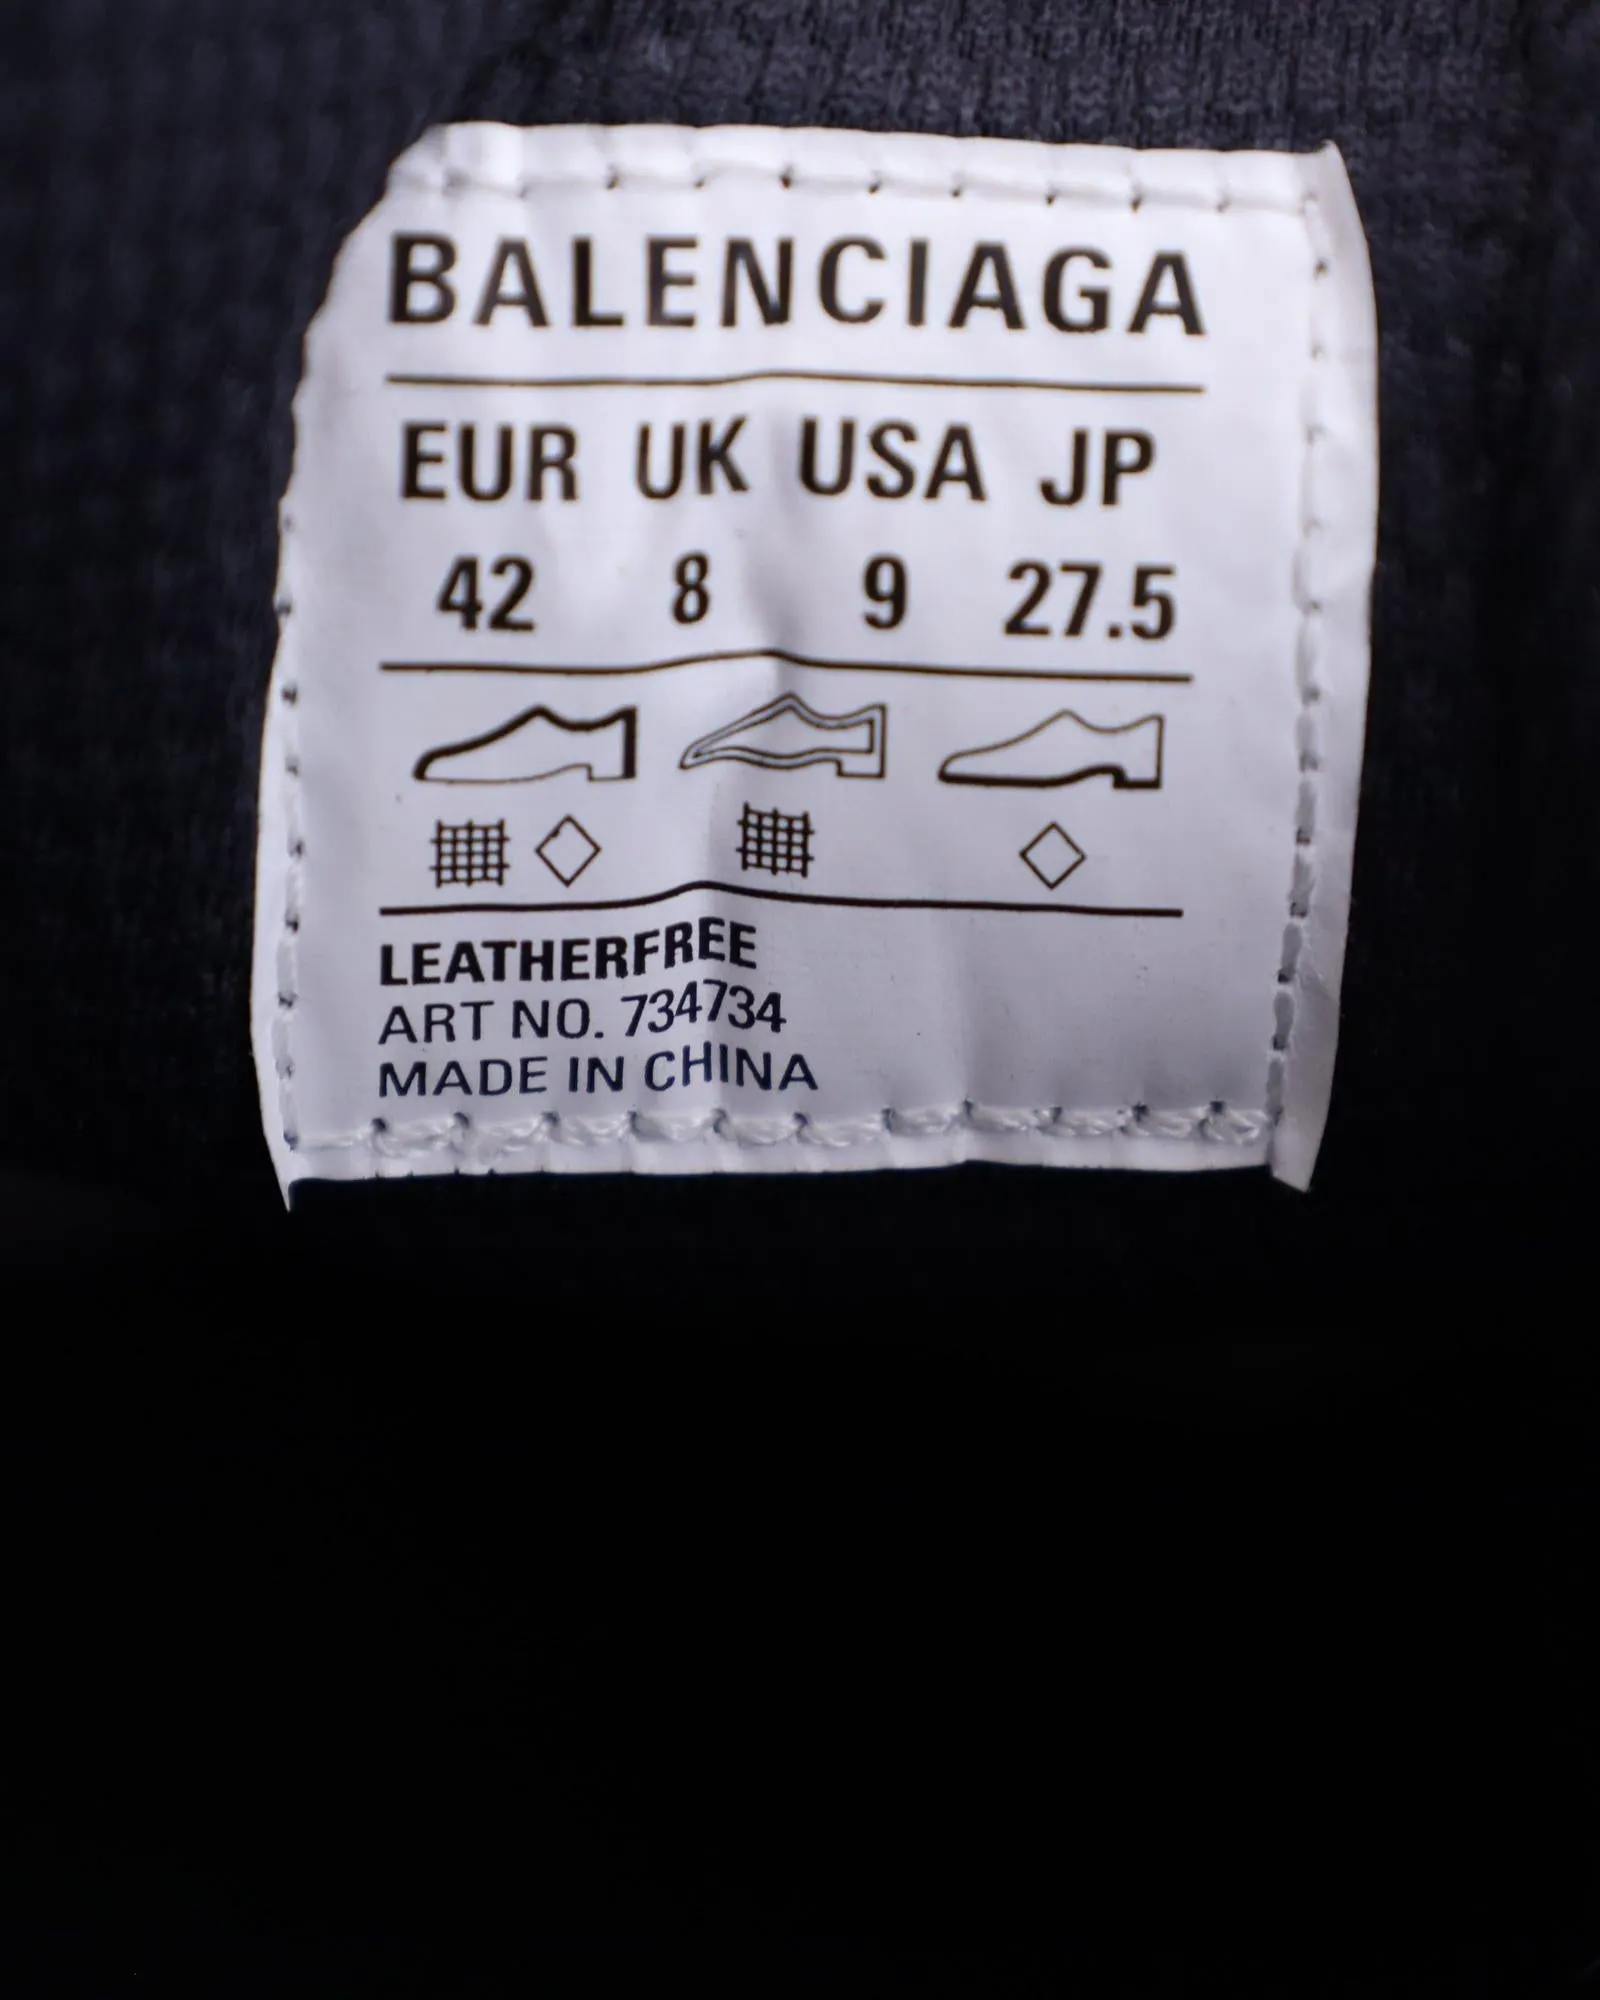 BALENCIAGA
EUR UK USA JP
42 8 9 27.5
LEATHERFREE
ART NO. 734734
MADE IN CHINA